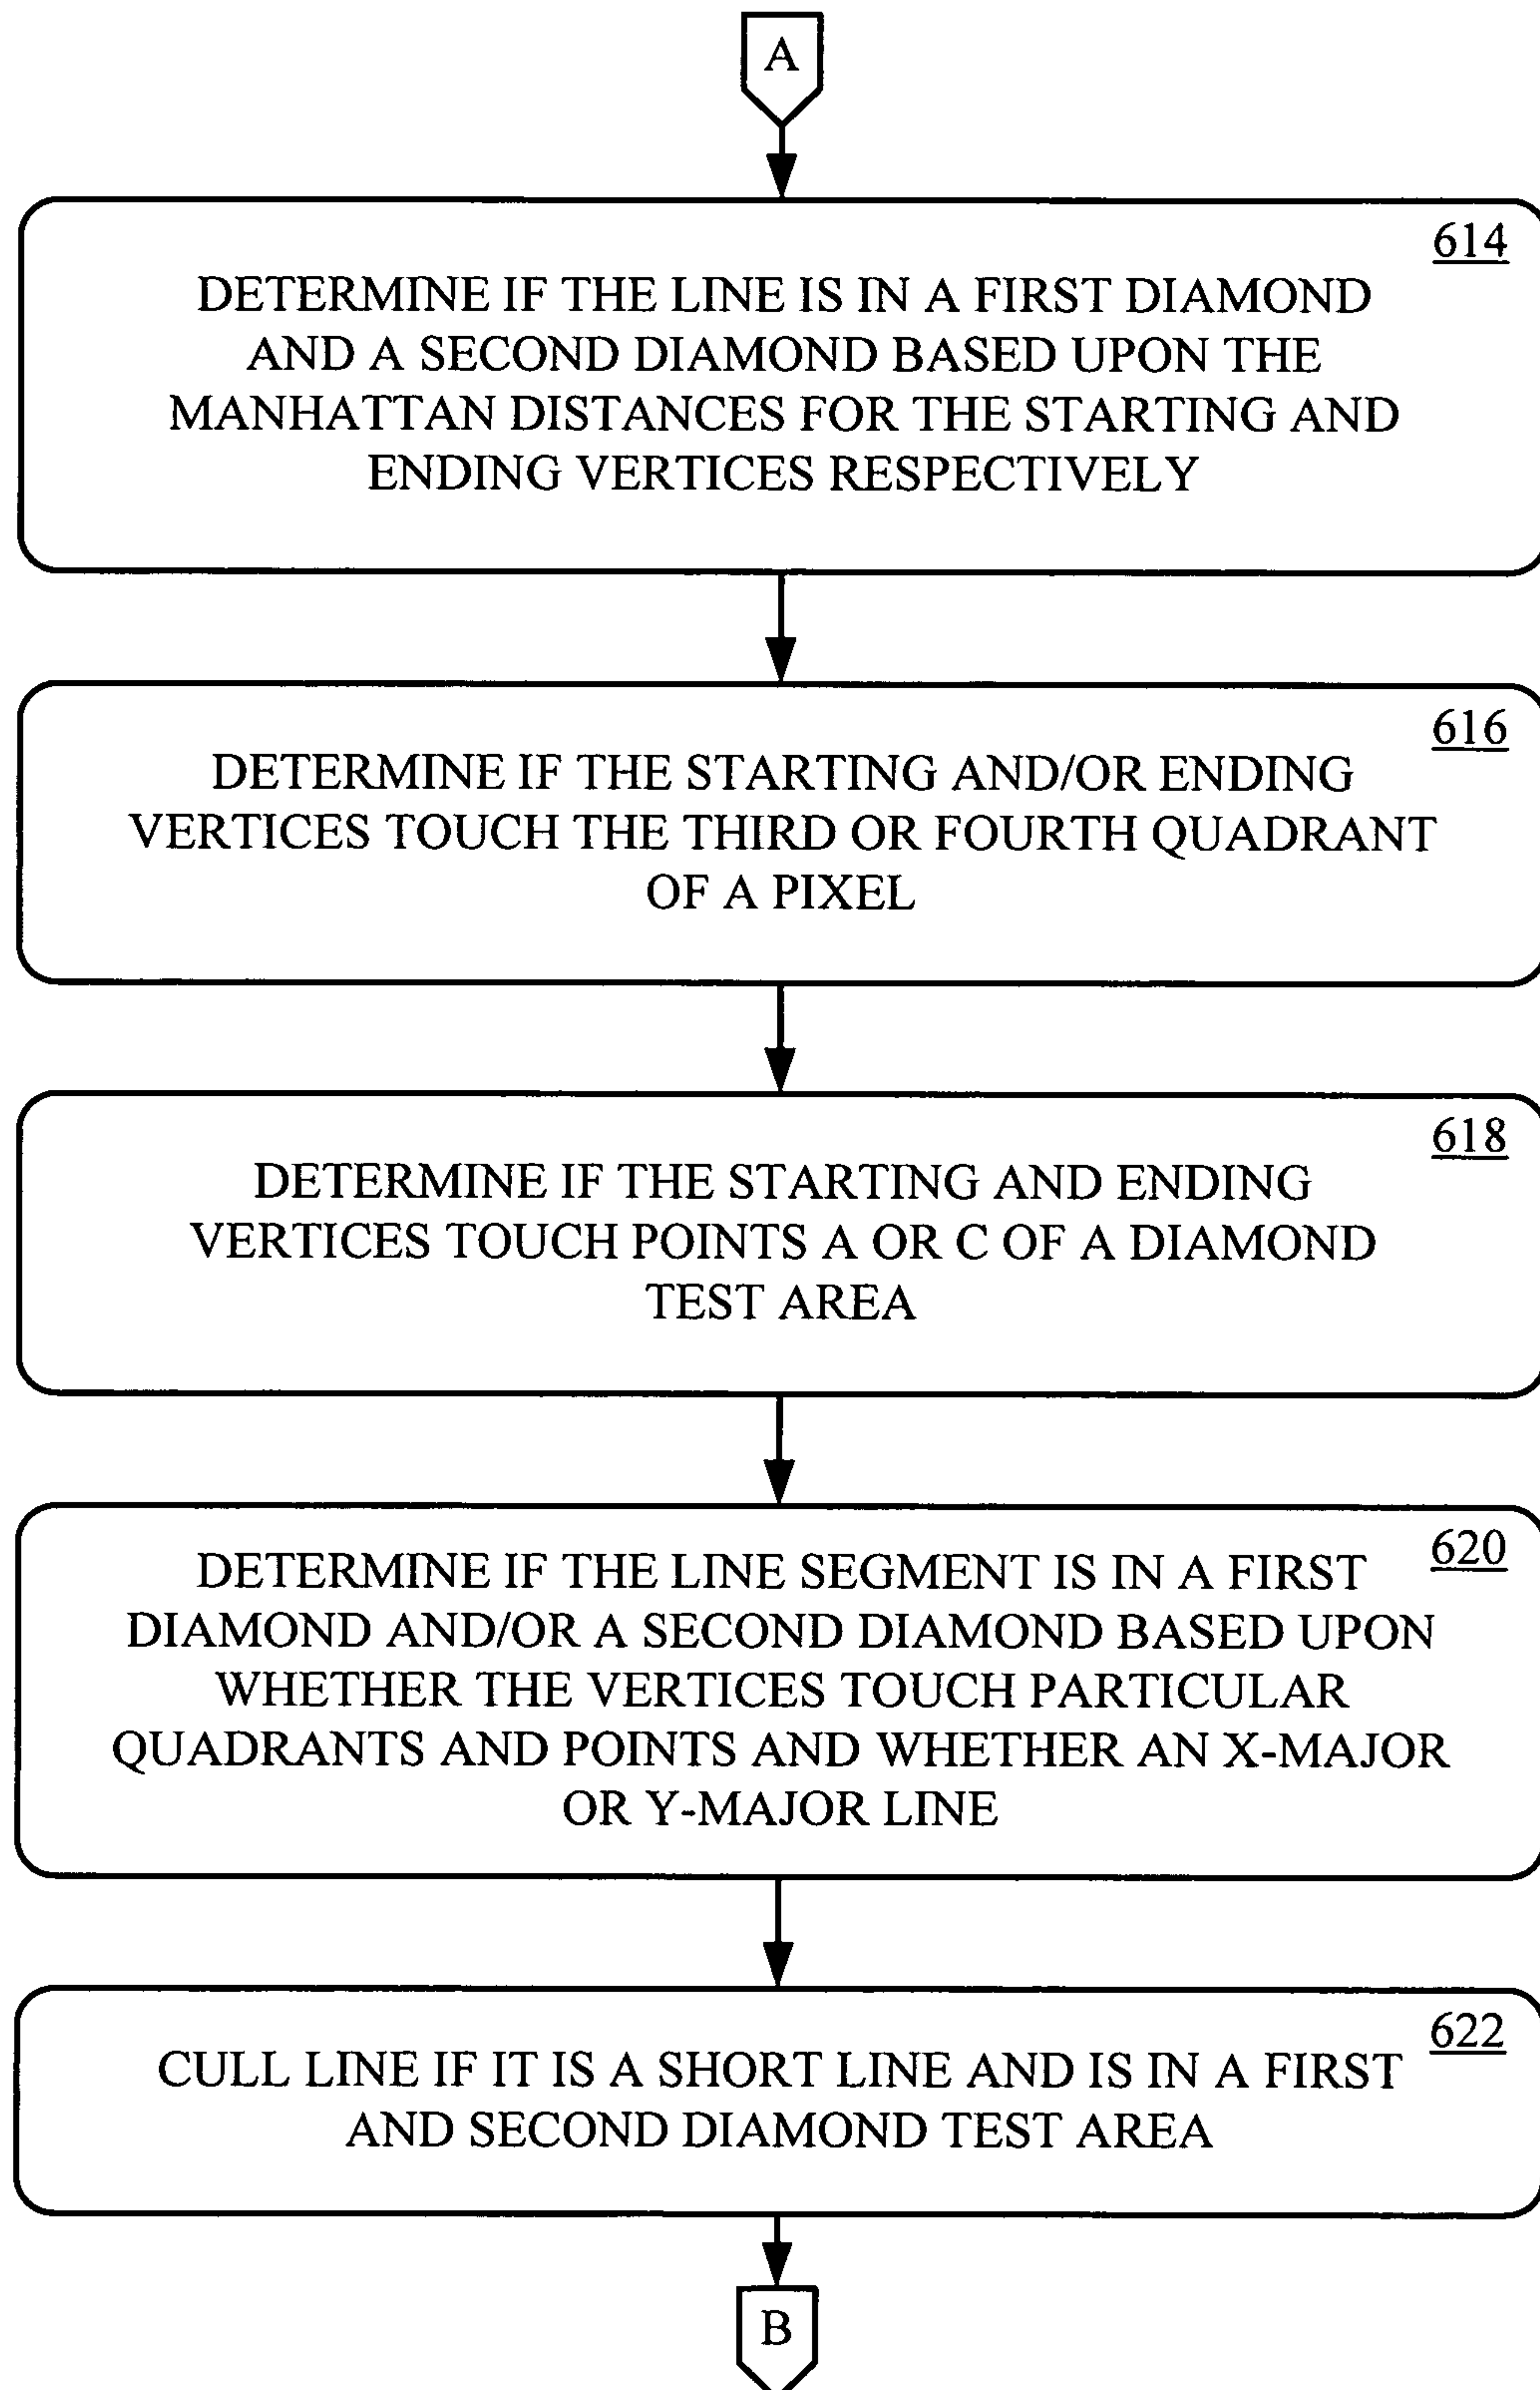 A
614
DETERMINE IF THE LINE IS IN A FIRST DIAMOND
AND A SECOND DIAMOND BASED UPON THE
MANHATTAN DISTANCES FOR THE STARTING AND
ENDING VERTICES RESPECTIVELY
616
DETERMINE IF THE STARTING AND/OR ENDING
VERTICES TOUCH THE THIRD OR FOURTH QUADRANT
OF A PIXEL
618
DETERMINE IF THE STARTING AND ENDING
VERTICES TOUCH POINTS A OR C OF A DIAMOND
TEST AREA
620
DETERMINE IF THE LINE SEGMENT IS IN A FIRST
DIAMOND AND/OR A SECOND DIAMOND BASED UPON
WHETHER THE VERTICES TOUCH PARTICULAR
QUADRANTS AND POINTS AND WHETHER AN X-MAJOR
OR Y-MAJOR LINE
622
CULL LINE IF IT IS A SHORT LINE AND IS IN A FIRST
AND SECOND DIAMOND TEST AREA
B